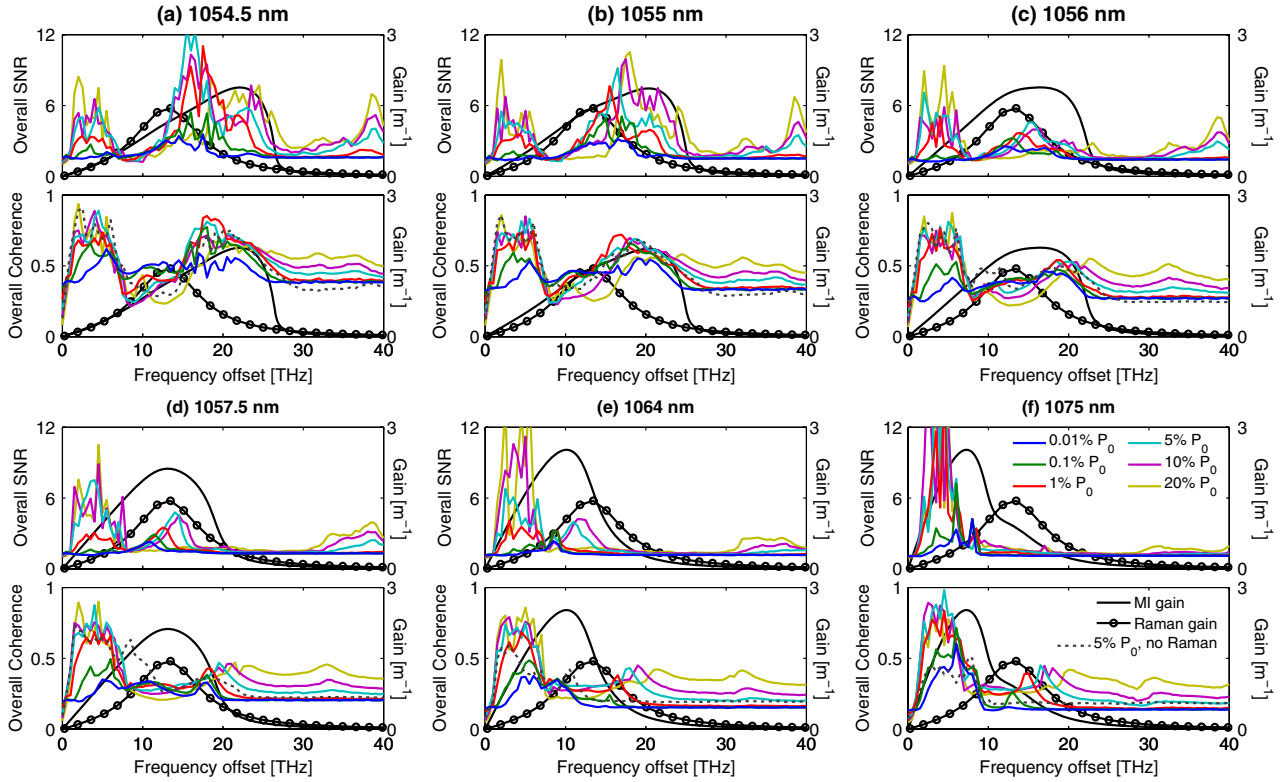 (a) 1054.5 nm
(b) 1055 nm
(c) 1056 nm
12
6
0
Overall SNR
3
0
Gain [m⁻¹]
12
6
0
Overall SNR
3
0
Gain [m⁻¹]
12
6
0
Overall SNR
3
0
Gain [m⁻¹]
1
0.5
0
Overall Coherence
3
0
Gain [m⁻¹]
0 10 20 30 40
Frequency offset [THz]
1
0.5
0
Overall Coherence
3
0
Gain [m⁻¹]
0 10 20 30 40
Frequency offset [THz]
1
0.5
0
Overall Coherence
3
0
Gain [m⁻¹]
0 10 20 30 40
Frequency offset [THz]
(d) 1057.5 nm
(e) 1064 nm
(f) 1075 nm
12
6
0
Overall SNR
3
0
Gain [m⁻¹]
12
6
0
Overall SNR
3
0
Gain [m⁻¹]
12
6
0
Overall SNR
0.01% P₀ 5% P₀
0.1% P₀ 10% P₀
1% P₀ 20% P₀
3
0
Gain [m⁻¹]
1
0.5
0
Overall Coherence
3
0
Gain [m⁻¹]
0 10 20 30 40
Frequency offset [THz]
1
0.5
0
Overall Coherence
3
0
Gain [m⁻¹]
0 10 20 30 40
Frequency offset [THz]
1
0.5
0
Overall Coherence
MI gain
Raman gain
5% P₀, no Raman
3
0
Gain [m⁻¹]
0 10 20 30 40
Frequency offset [THz]